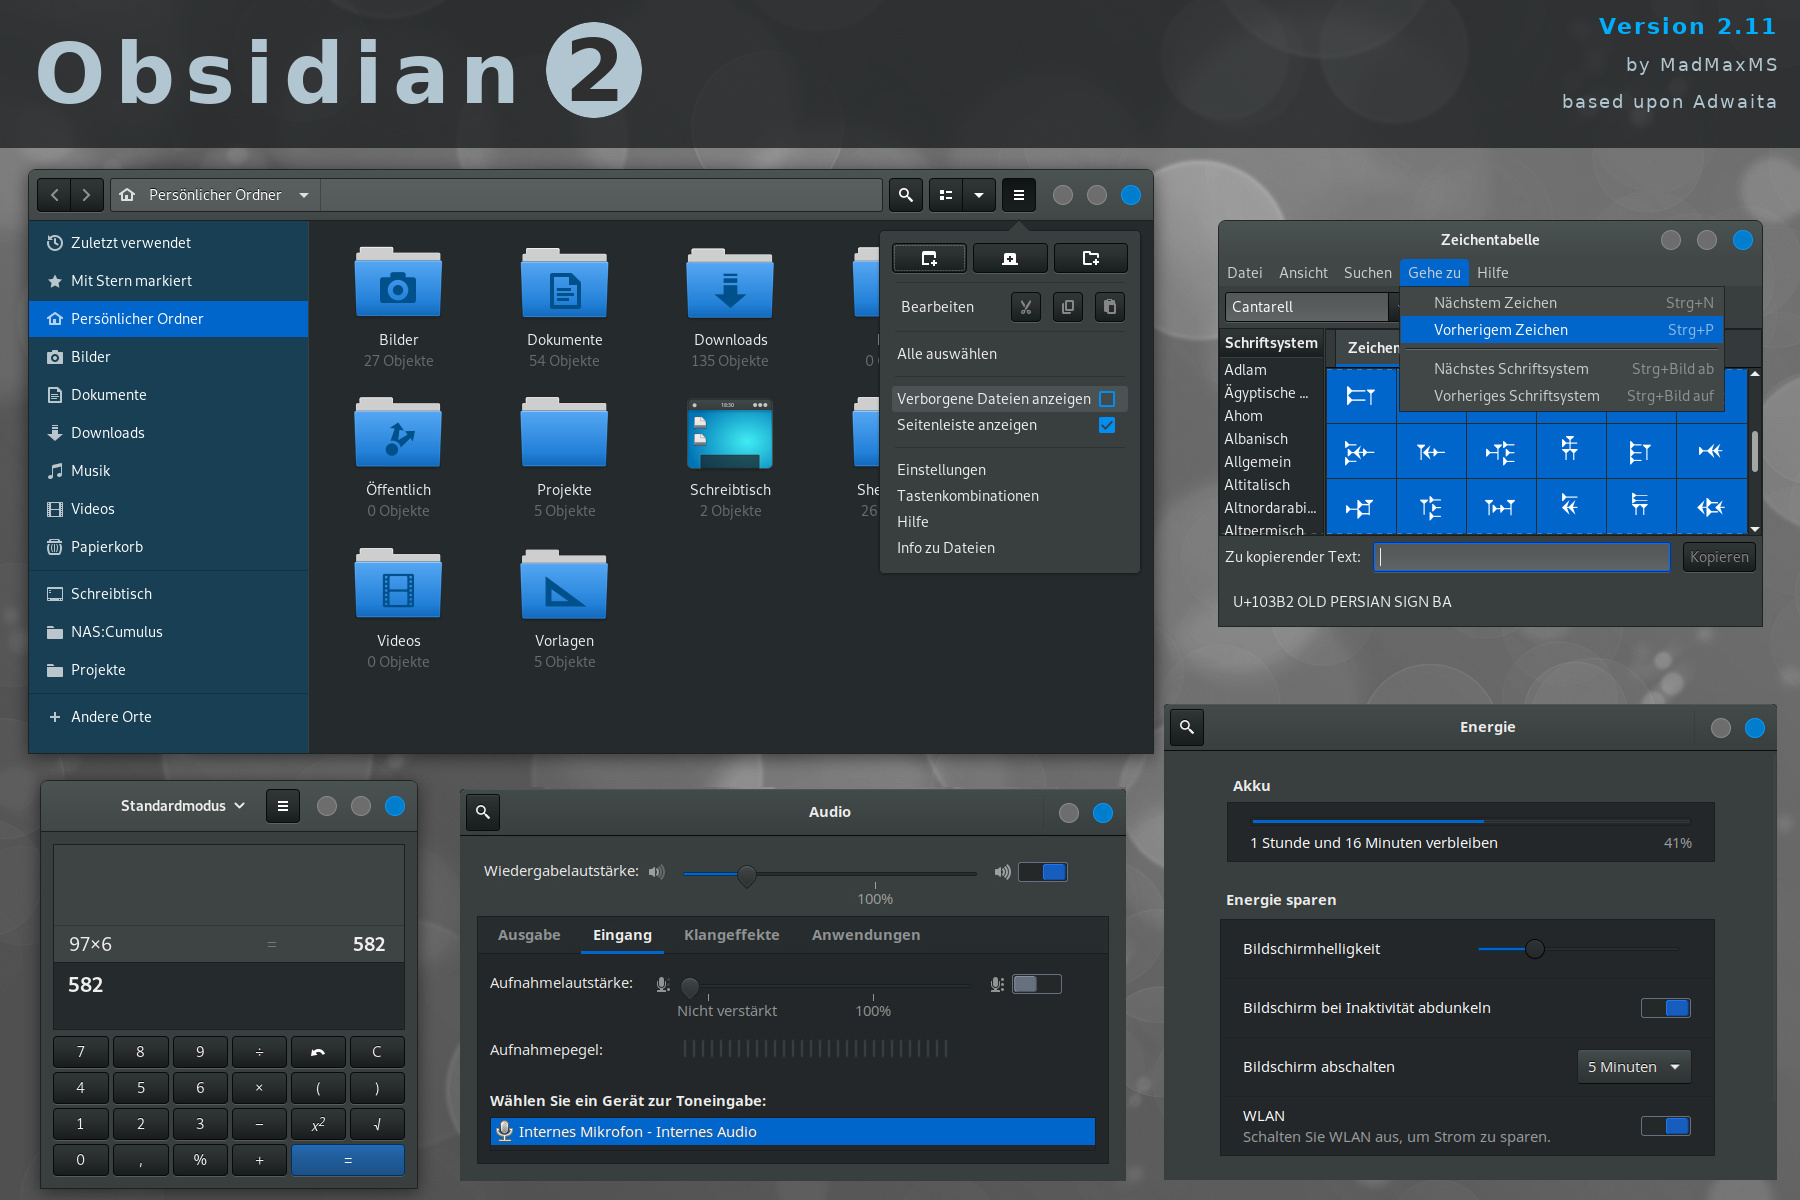 Obsidian 2
Version 2.11
by MadMaxMS
based upon Adwaita
Persönlicher Ordner
Zuletzt verwendet
Mit Stern markiert
Persönlicher Ordner
Bilder
Dokumente
Downloads
Musik
Videos
Papierkorb
Schreibtisch
NAS:Cumulus
Projekte
+ Andere Orte
Bilder
27 Objekte
Dokumente
54 Objekte
Downloads
135 Objekte
0
Öffentlich
0 Objekte
Projekte
5 Objekte
18:30
Schreibtisch
2 Objekte
She
26
Videos
0 Objekte
Vorlagen
5 Objekte
Bearbeiten
Alle auswählen
Verborgene Dateien anzeigen
Seitenleiste anzeigen
Einstellungen
Tastenkombinationen
Hilfe
Info zu Dateien
Zeichentabelle
Datei Ansicht Suchen Gehe zu Hilfe
Cantarell
Nächstem Zeichen Strg+N
Vorherigem Zeichen Strg+P
Nächstes Schriftsystem Strg+Bild ab
Vorheriges Schriftsystem Strg+Bild auf
Schriftsystem
Zeichen
Adlam
Ägyptische ...
Ahom
Albanisch
Allgemein
Altitalisch
Altnordarabi...
Altpermisch
Zu kopierender Text:
Kopieren
U+103B2 OLD PERSIAN SIGN BA
Standardmodus
97×6 = 582
582
7 8 9 ÷ C
4 5 6 × ( )
1 2 3 − x² √
0 , % + =
Audio
Wiedergabelautstärke:
100%
Ausgabe Eingang Klangeffekte Anwendungen
Aufnahmelautstärke:
Nicht verstärkt 100%
Aufnahmepegel:
Wählen Sie ein Gerät zur Toneingabe:
Internes Mikrofon - Internes Audio
Energie
Akku
1 Stunde und 16 Minuten verbleiben 41%
Energie sparen
Bildschirmhelligkeit
Bildschirm bei Inaktivität abdunkeln
Bildschirm abschalten 5 Minuten
WLAN
Schalten Sie WLAN aus, um Strom zu sparen.